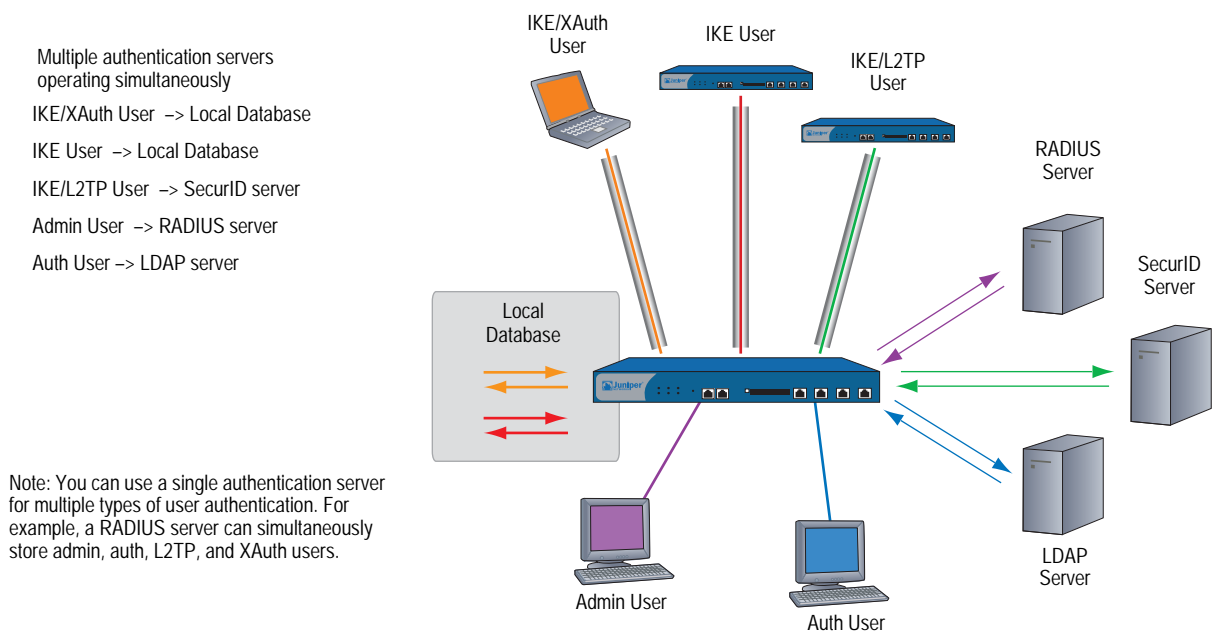 Multiple authentication servers
operating simultaneously
IKE/XAuth User –> Local Database
IKE User –> Local Database
IKE/L2TP User –> SecurID server
Admin User –> RADIUS server
Auth User –> LDAP server
IKE/XAuth
User
IKE User
IKE/L2TP
User
RADIUS
Server
SecurID
Server
Local
Database
Juniper
LDAP
Server
Admin User
Auth User
Note: You can use a single authentication server
for multiple types of user authentication. For
example, a RADIUS server can simultaneously
store admin, auth, L2TP, and XAuth users.